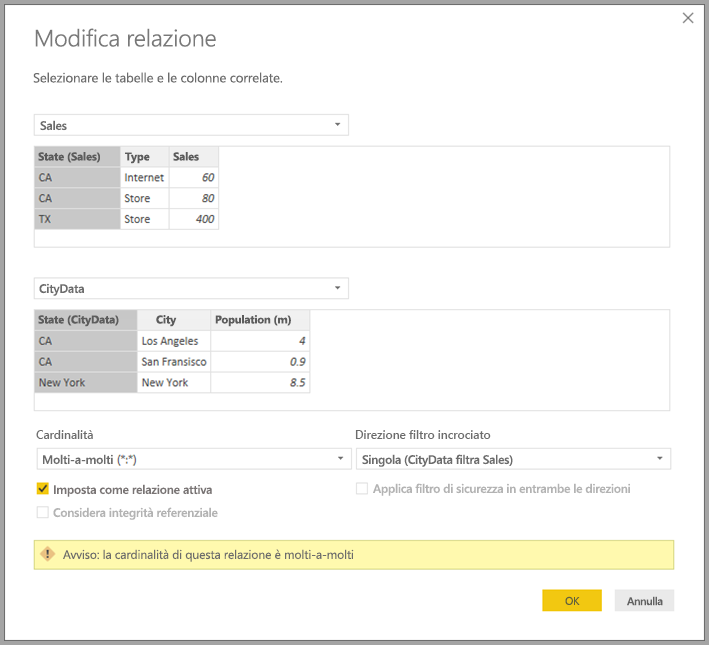 Modifica relazione
Selezionare le tabelle e le colonne correlate.
Sales
State (Sales) Type Sales
CA Internet 60
CA Store 80
TX Store 400
CityData
State (CityData) City Population (m)
CA Los Angeles 4
CA San Fransisco 0.9
New York New York 8.5
Cardinalità Direzione filtro incrociato
Molti-a-molti (*:*) Singola (CityData filtra Sales)
Imposta come relazione attiva Applica filtro di sicurezza in entrambe le direzioni
Considera integrità referenziale
Avviso: la cardinalità di questa relazione è molti-a-molti
OK Annulla